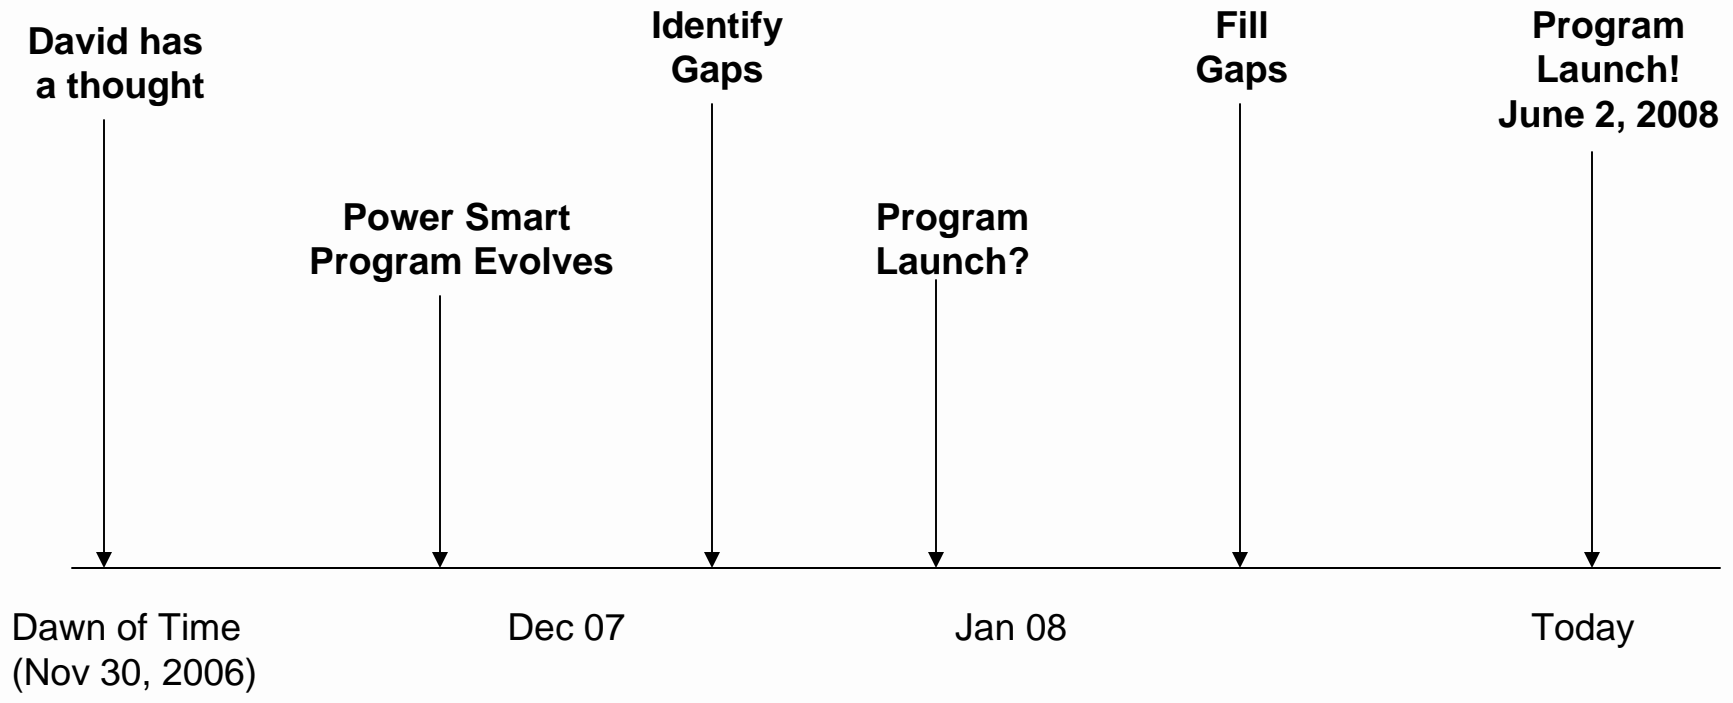 David has
a thought
Power Smart
Program Evolves
Identify
Gaps
Program
Launch?
Fill
Gaps
Program
Launch!
June 2, 2008
Dawn of Time
(Nov 30, 2006)
Dec 07
Jan 08
Today